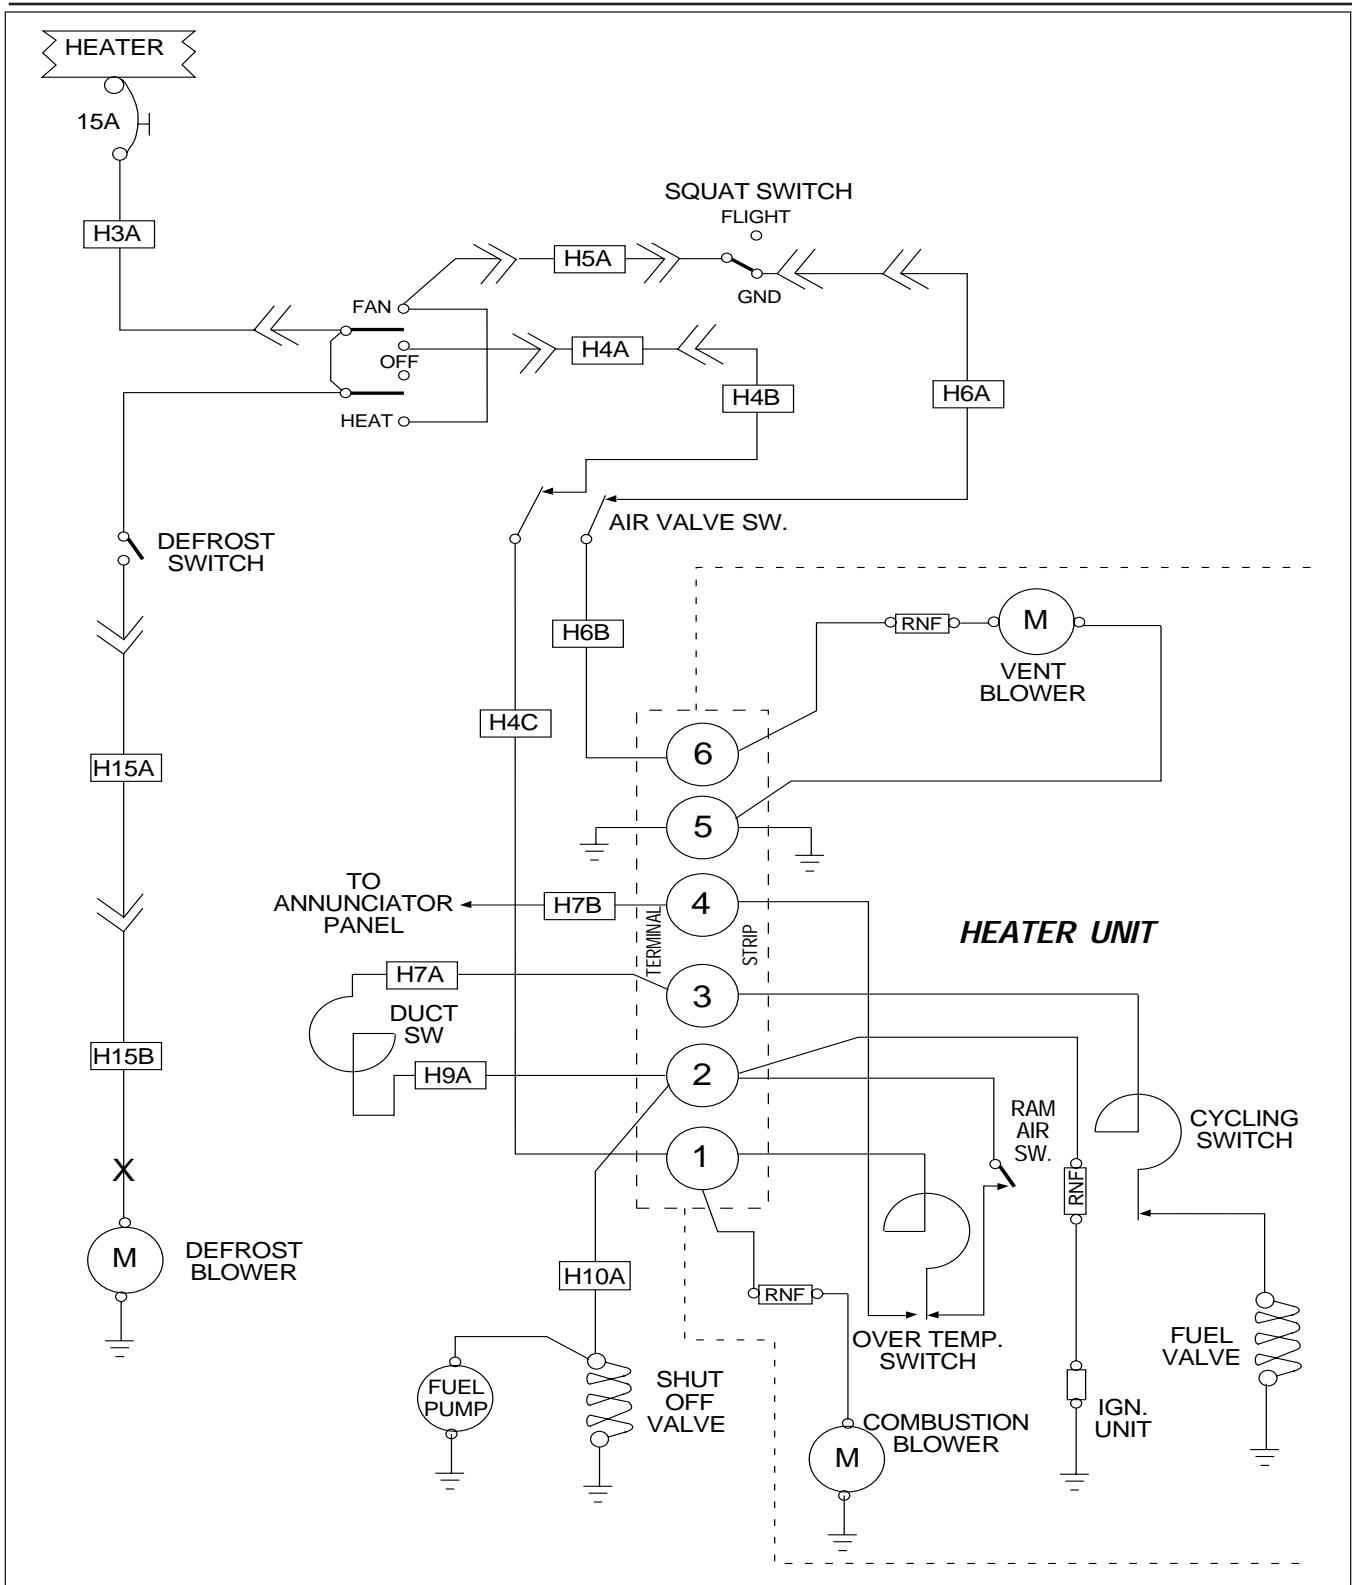 HEATER
15A
H3A
SQUAT SWITCH
FLIGHT
H5A
GND
FAN
OFF
H4A
HEAT
H4B
H6A
AIR VALVE SW.
DEFROST
SWITCH
H6B
RNF
M
VENT
BLOWER
H4C
6
H15A
5
TO
ANNUNCIATOR
PANEL
H7B
4
TERMINAL
STRIP
HEATER UNIT
H7A
3
DUCT
SW
H15B
H9A
2
RAM
AIR
SW.
CYCLING
SWITCH
1
RNF
X
M
DEFROST
BLOWER
H10A
RNF
OVER TEMP.
SWITCH
FUEL
VALVE
FUEL
PUMP
SHUT
OFF
VALVE
COMBUSTION
BLOWER
M
IGN.
UNIT